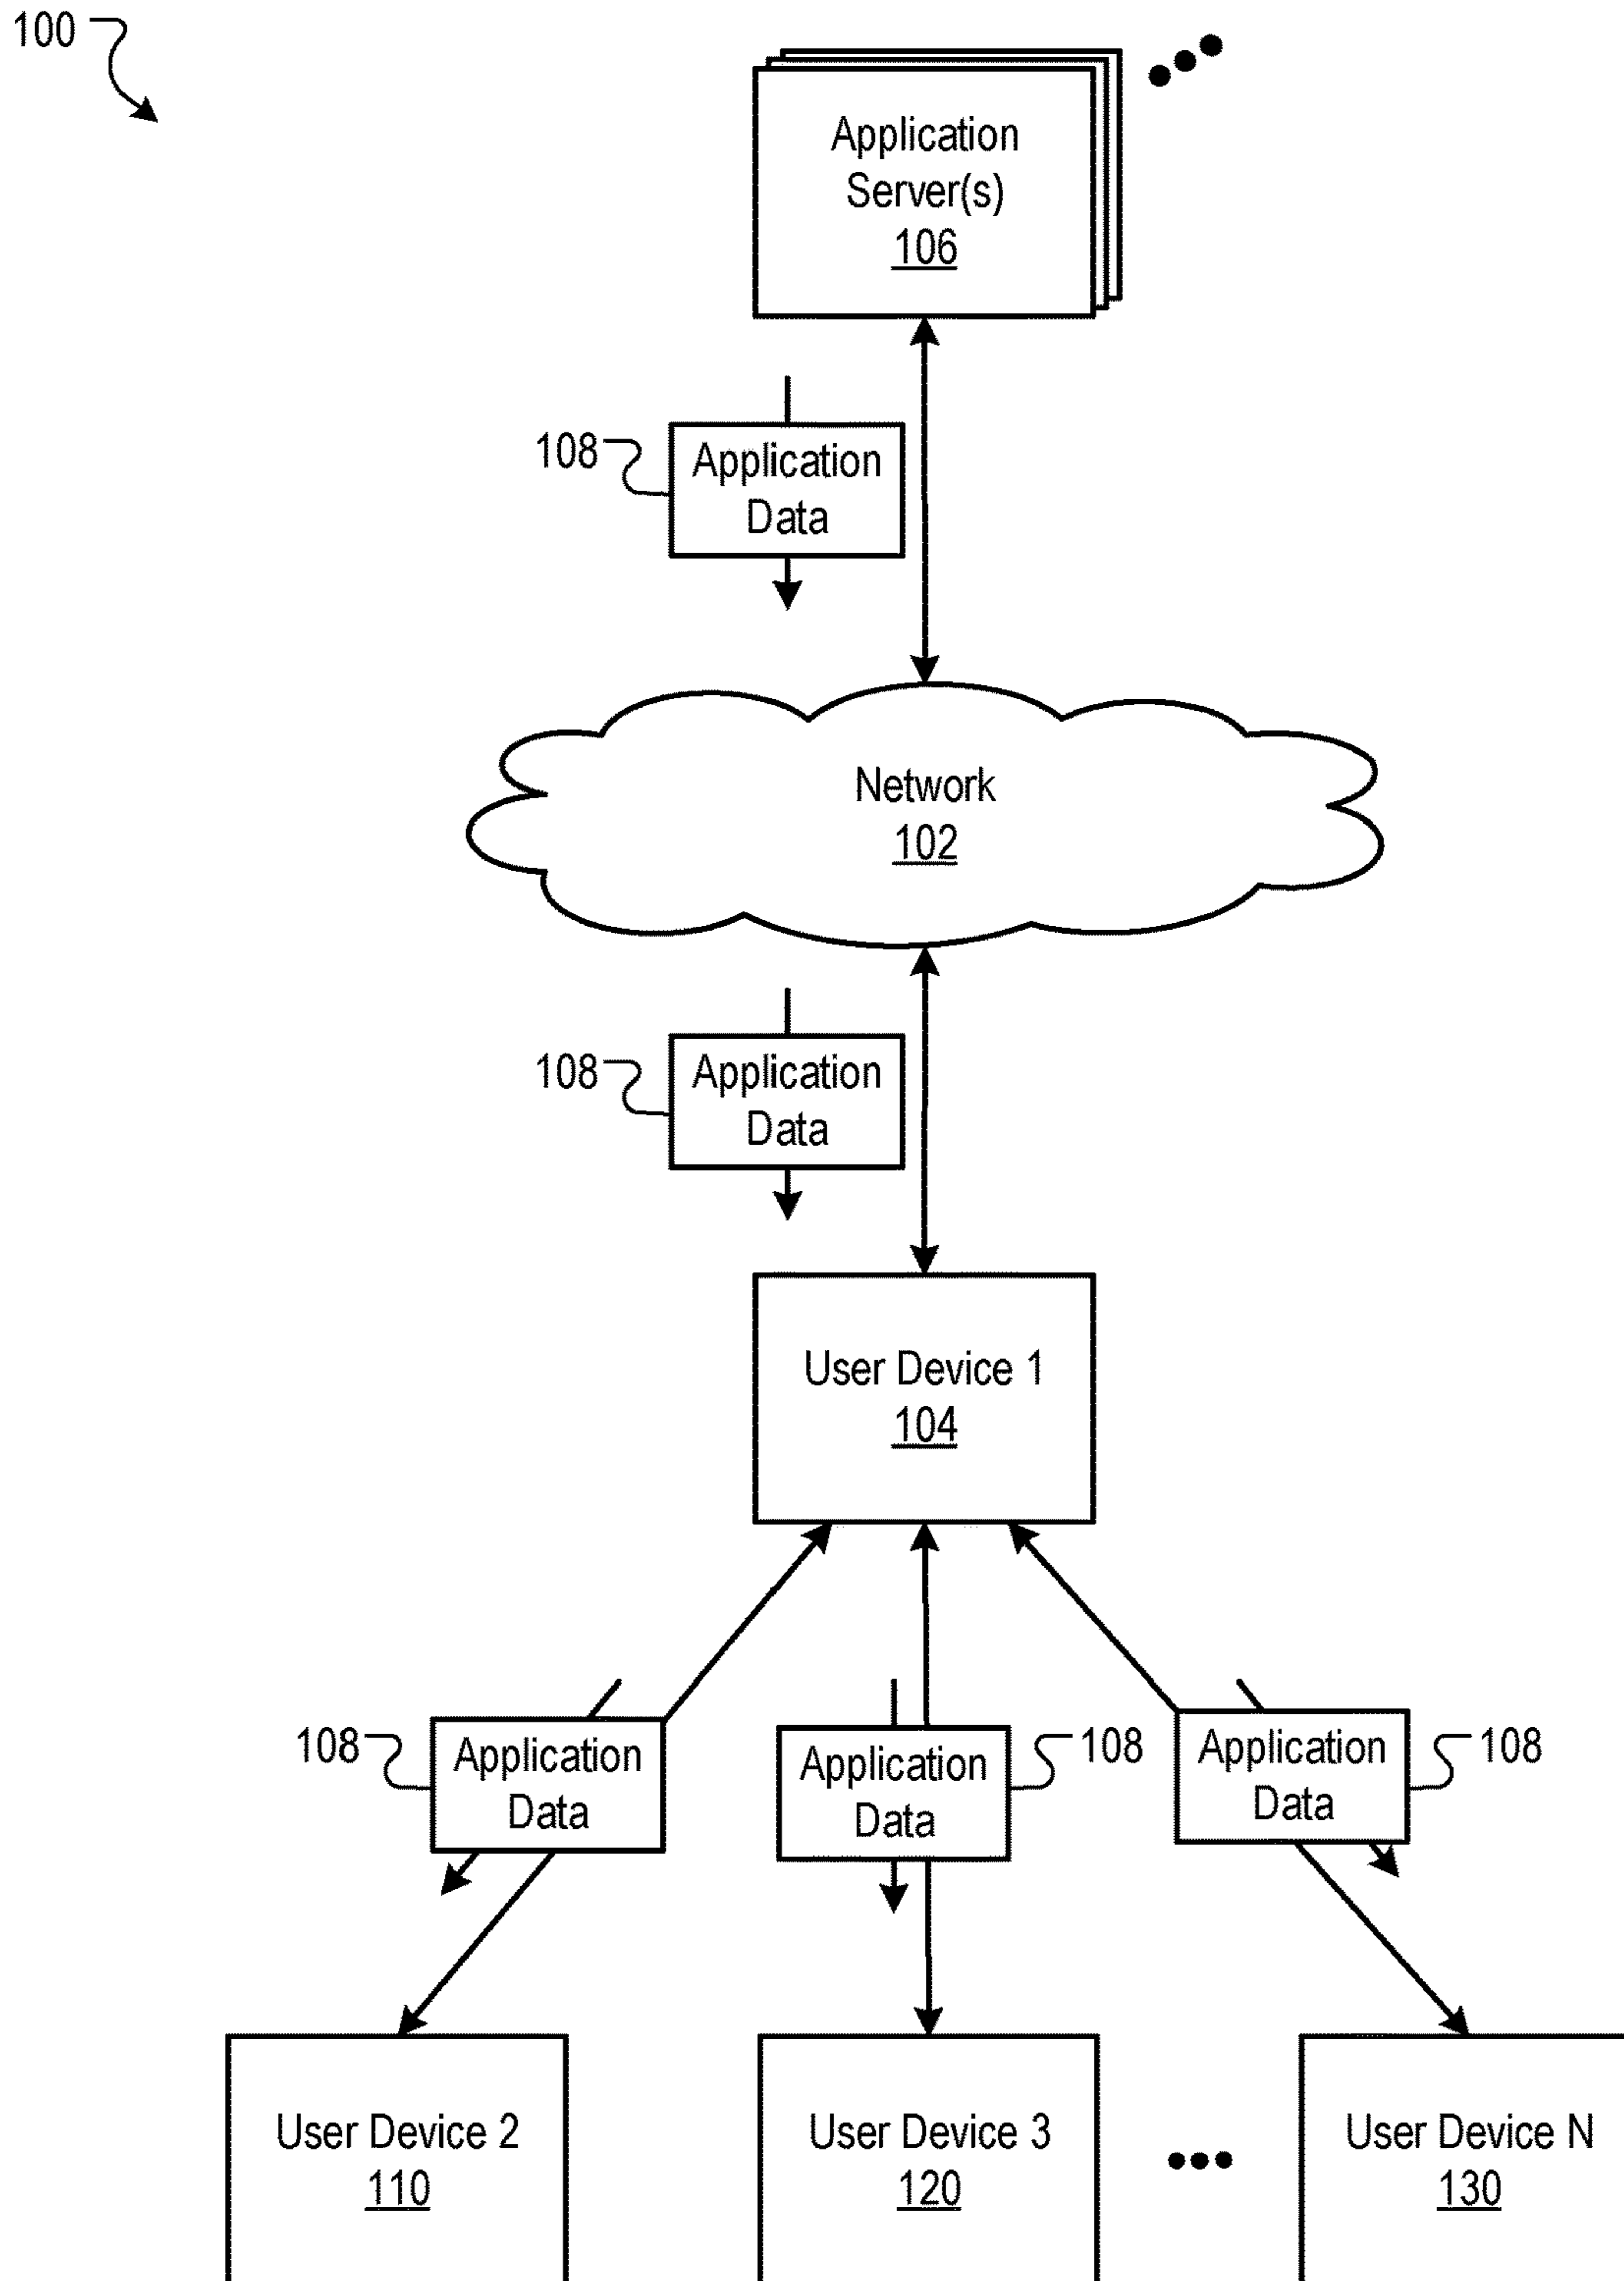 100
Application
Server(s)
106
108
Application
Data
Network
102
108
Application
Data
User Device 1
104
108
Application
Data
Application
Data
108
Application
Data
108
User Device 2
110
User Device 3
120
User Device N
130